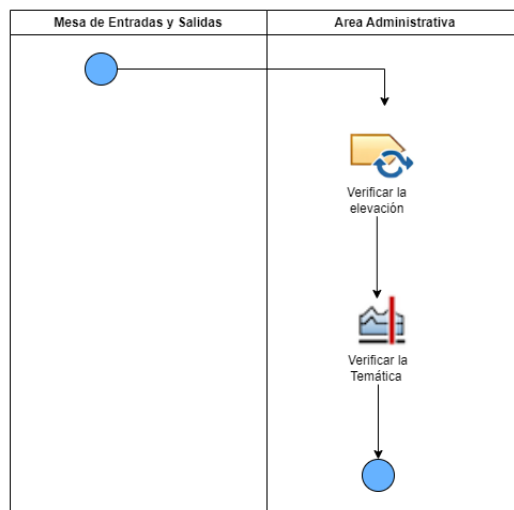 Mesa de Entradas y Salidas
Area Administrativa
Verificar la
elevación
Verificar la
Temática